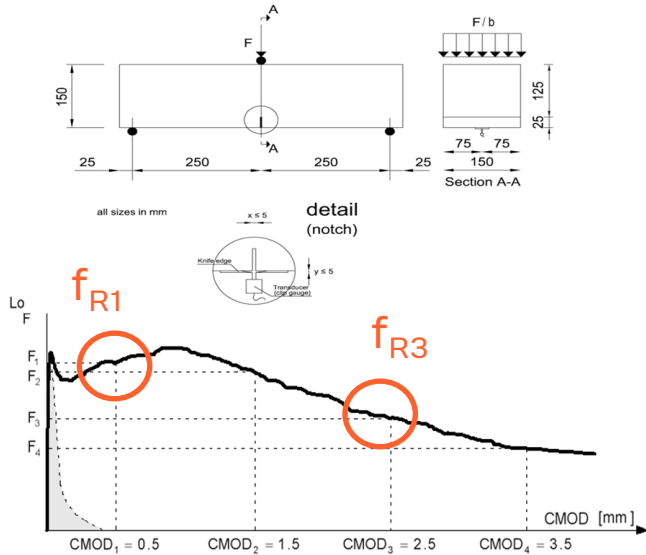 A
F
F / b
150
125
25
A
25
250
250
25
75
75
150
Section A-A
all sizes in mm
x ≤ 5
detail
(notch)
Knife edge
y ≤ 5
Transducer
(clip gauge)
fR1
fR3
Lo
F
F1
F2
F3
F4
CMOD [mm]
CMOD1 = 0.5
CMOD2 = 1.5
CMOD3 = 2.5
CMOD4 = 3.5